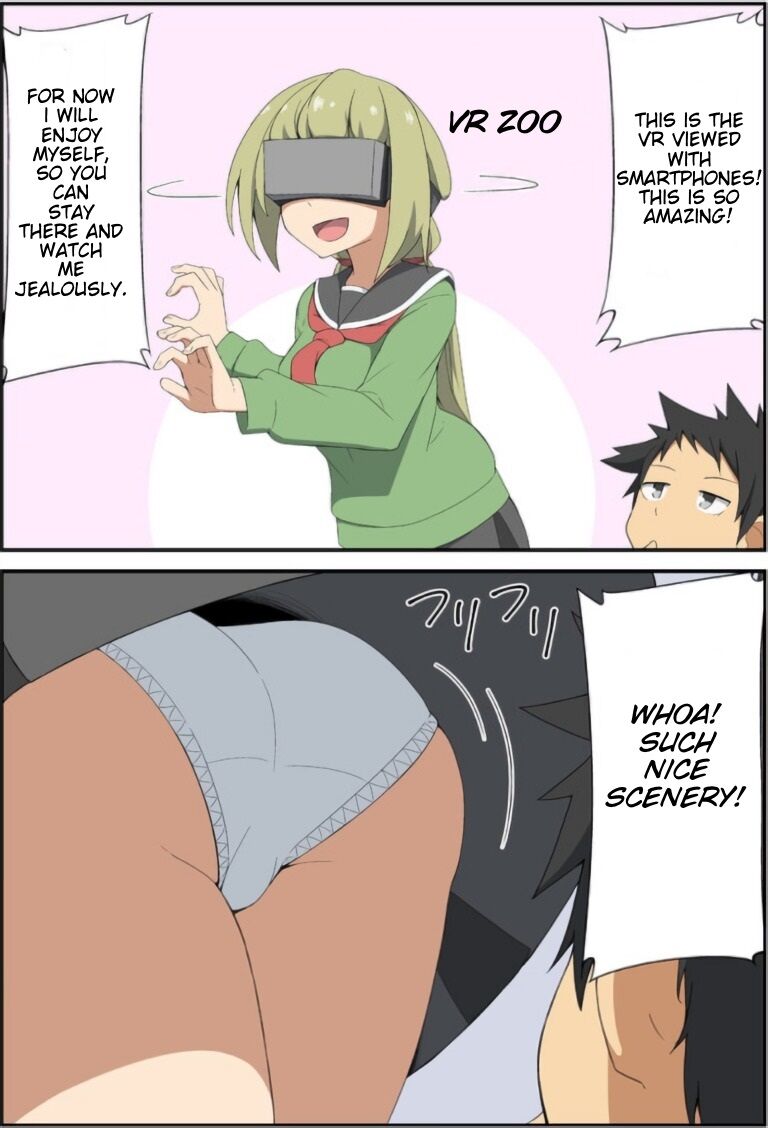 THIS IS THE
VR VIEWED
WITH
SMARTPHONES!
THIS IS SO
AMAZING!
VR ZOO
FOR NOW
I WILL
ENJOY
MYSELF,
SO YOU
CAN
STAY
THERE AND
WATCH
ME
JEALOUSLY.
フリフリ
WHOA!
SUCH
NICE
SCENERY!